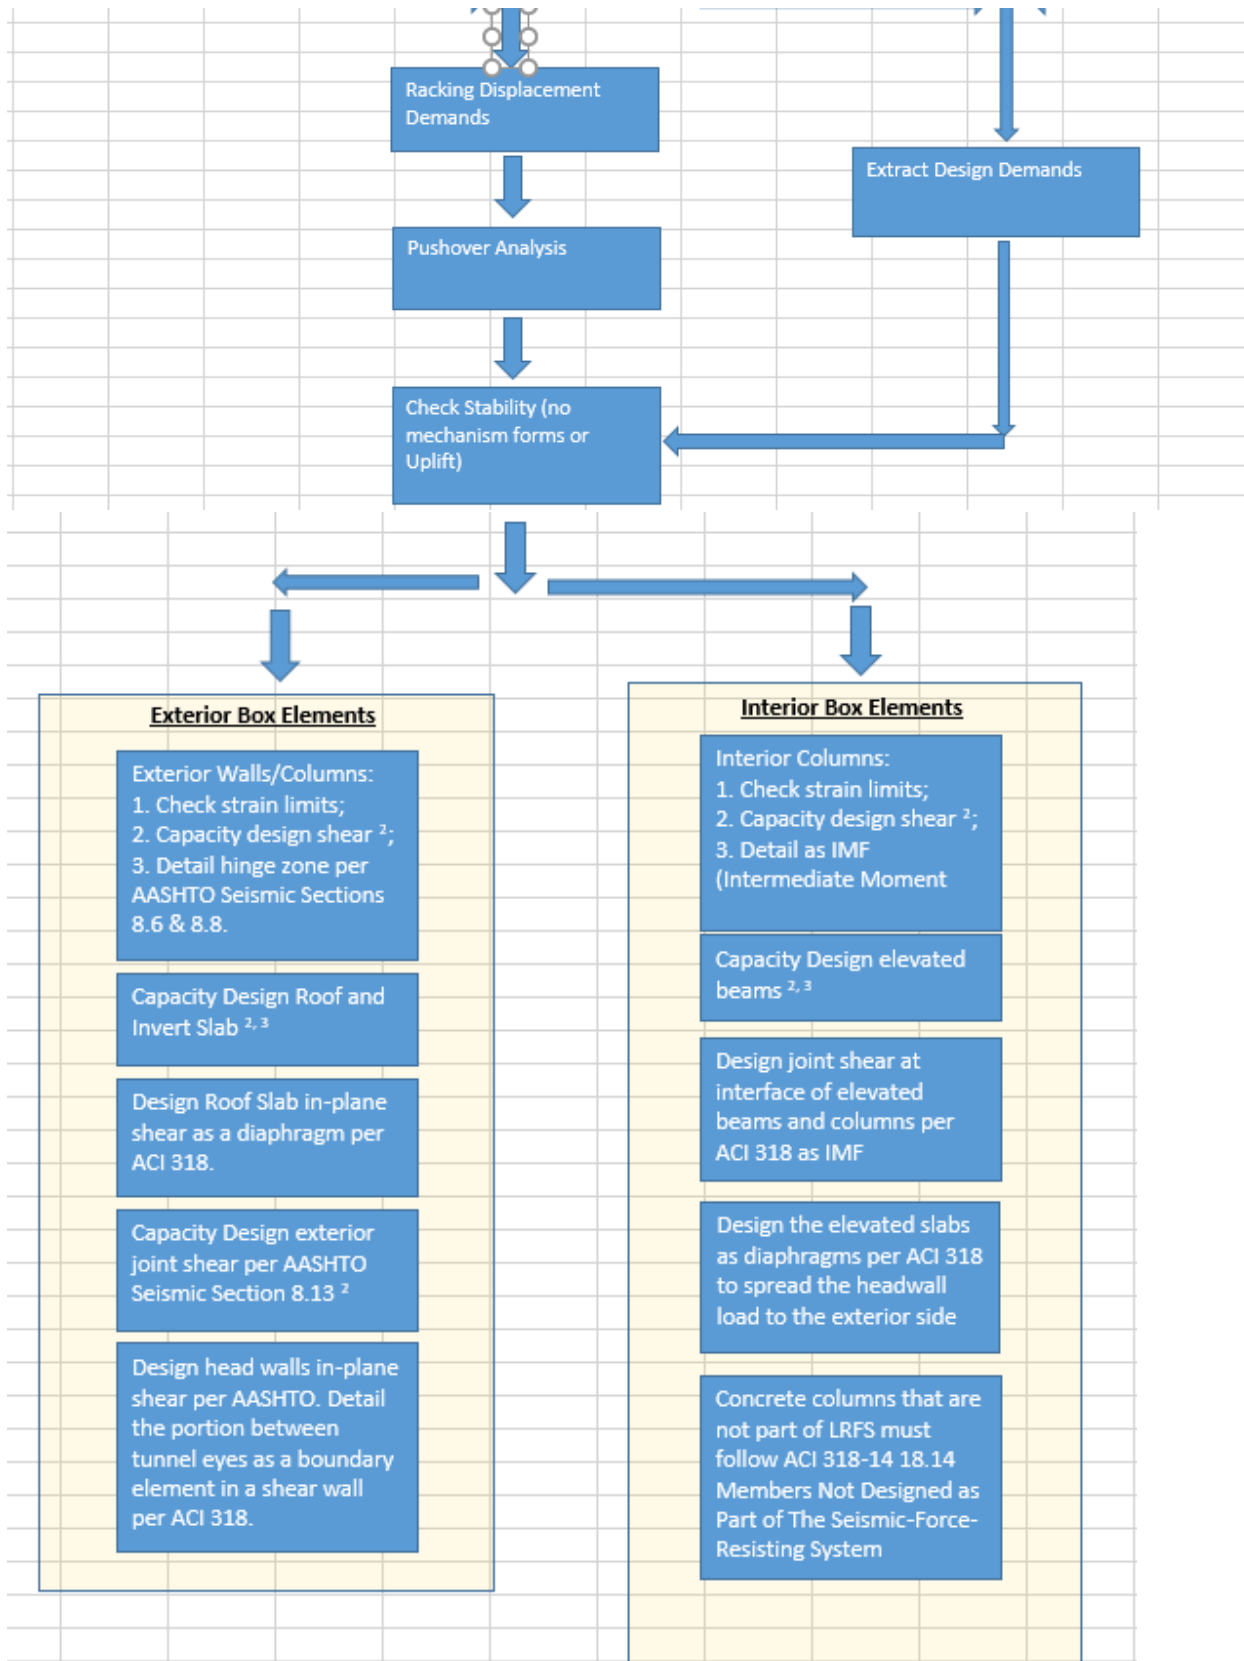 Racking Displacement
Demands
Extract Design Demands
Pushover Analysis
Check Stability (no
mechanism forms or
Uplift)
Exterior Box Elements
Exterior Walls/Columns:
1. Check strain limits;
2. Capacity design shear ²;
3. Detail hinge zone per
AASHTO Seismic Sections
8.6 & 8.8.
Capacity Design Roof and
Invert Slab ²,³
Design Roof Slab in-plane
shear as a diaphragm per
ACI 318.
Capacity Design exterior
joint shear per AASHTO
Seismic Section 8.13 ²
Design head walls in-plane
shear per AASHTO. Detail
the portion between
tunnel eyes as a boundary
element in a shear wall
per ACI 318.
Interior Box Elements
Interior Columns:
1. Check strain limits;
2. Capacity design shear ²;
3. Detail as IMF
(Intermediate Moment
Capacity Design elevated
beams ²,³
Design joint shear at
interface of elevated
beams and columns per
ACI 318 as IMF
Design the elevated slabs
as diaphragms per ACI 318
to spread the headwall
load to the exterior side
Concrete columns that are
not part of LRFS must
follow ACI 318-14 18.14
Members Not Designed as
Part of The Seismic-Force-
Resisting System